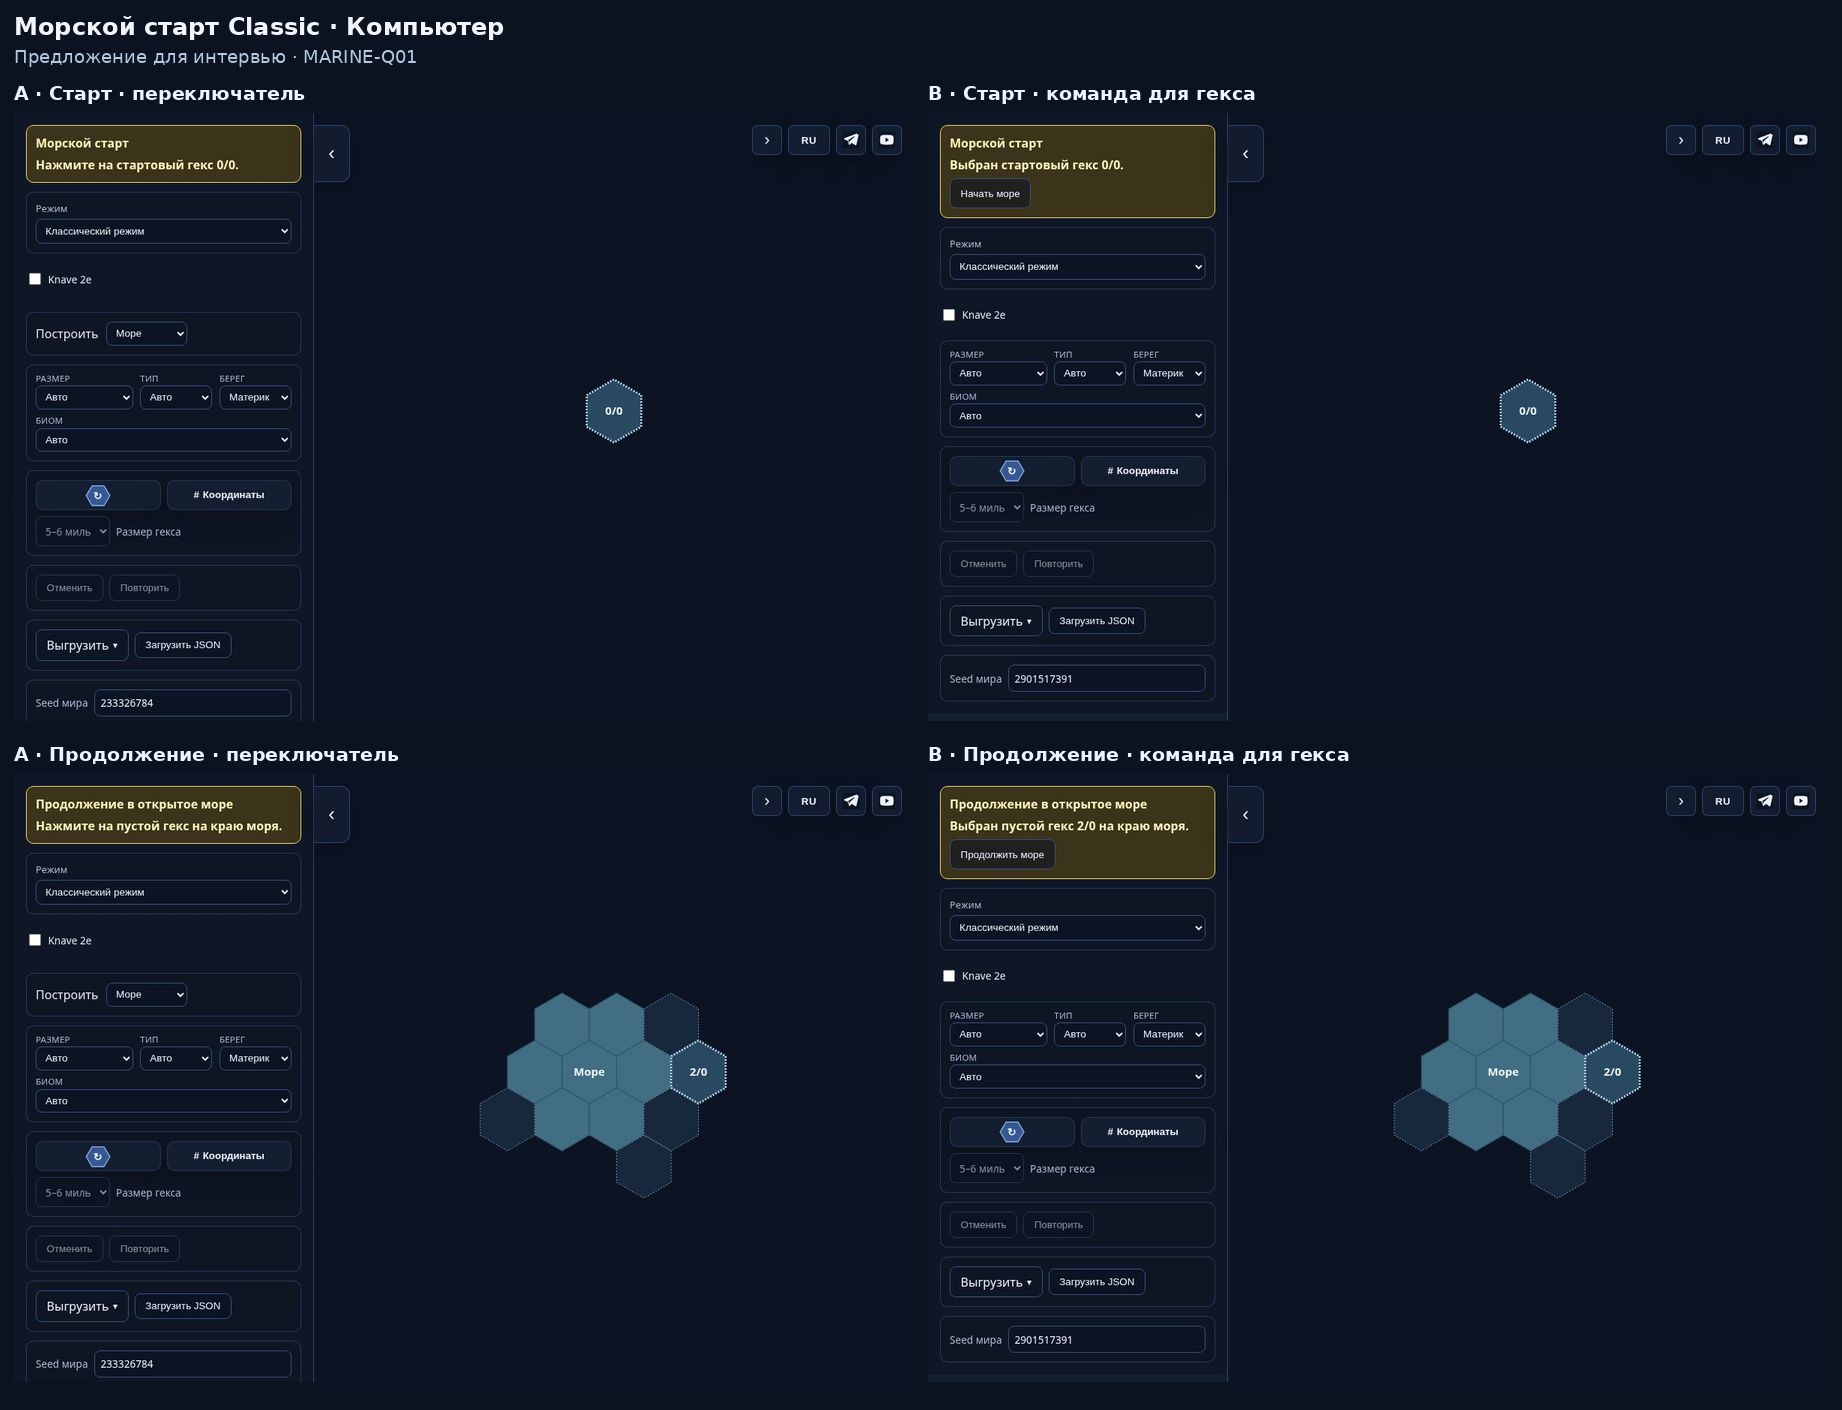 Морской старт Classic · Компьютер
Предложение для интервью · MARINE-Q01
A · Старт · переключатель
Морской старт
Нажмите на стартовый гекс 0/0.
Режим
Классический режим
Knave 2e
Построить Море
РАЗМЕР ТИП БЕРЕГ
Авто Авто Материк
БИОМ
Авто
# Координаты
5–6 миль Размер гекса
Отменить Повторить
Выгрузить ▾ Загрузить JSON
Seed мира 233326784
‹
› RU
0/0
B · Старт · команда для гекса
Морской старт
Выбран стартовый гекс 0/0.
Начать море
Режим
Классический режим
Knave 2e
РАЗМЕР ТИП БЕРЕГ
Авто Авто Материк
БИОМ
Авто
# Координаты
5–6 миль Размер гекса
Отменить Повторить
Выгрузить ▾ Загрузить JSON
Seed мира 2901517391
‹
› RU
0/0
A · Продолжение · переключатель
Продолжение в открытое море
Нажмите на пустой гекс на краю моря.
Режим
Классический режим
Knave 2e
Построить Море
РАЗМЕР ТИП БЕРЕГ
Авто Авто Материк
БИОМ
Авто
# Координаты
5–6 миль Размер гекса
Отменить Повторить
Выгрузить ▾ Загрузить JSON
Seed мира 233326784
‹
› RU
Море 2/0
B · Продолжение · команда для гекса
Продолжение в открытое море
Выбран пустой гекс 2/0 на краю моря.
Продолжить море
Режим
Классический режим
Knave 2e
РАЗМЕР ТИП БЕРЕГ
Авто Авто Материк
БИОМ
Авто
# Координаты
5–6 миль Размер гекса
Отменить Повторить
Выгрузить ▾ Загрузить JSON
Seed мира 2901517391
‹
› RU
Море 2/0